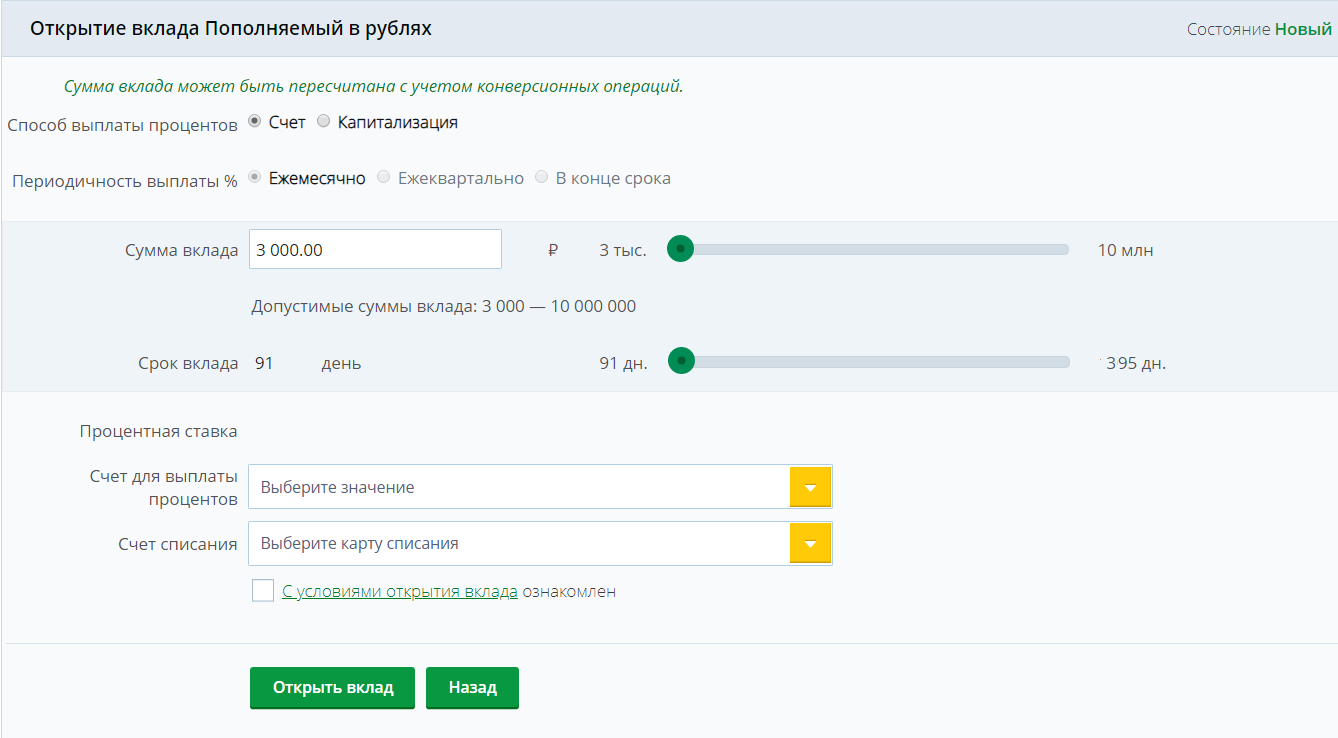 Открытие вклада Пополняемый в рублях
Состояние Новый
Сумма вклада может быть пересчитана с учетом конверсионных операций.
Способ выплаты процентов Счет Капитализация
Периодичность выплаты % Ежемесячно Ежеквартально В конце срока
Сумма вклада 3 000.00 ₽ 3 тыс. 10 млн
Допустимые суммы вклада: 3 000 — 10 000 000
Срок вклада 91 день 91 дн. 395 дн.
Процентная ставка
Счет для выплаты
процентов
Выберите значение
Счет списания Выберите карту списания
С условиями открытия вклада ознакомлен
Открыть вклад Назад